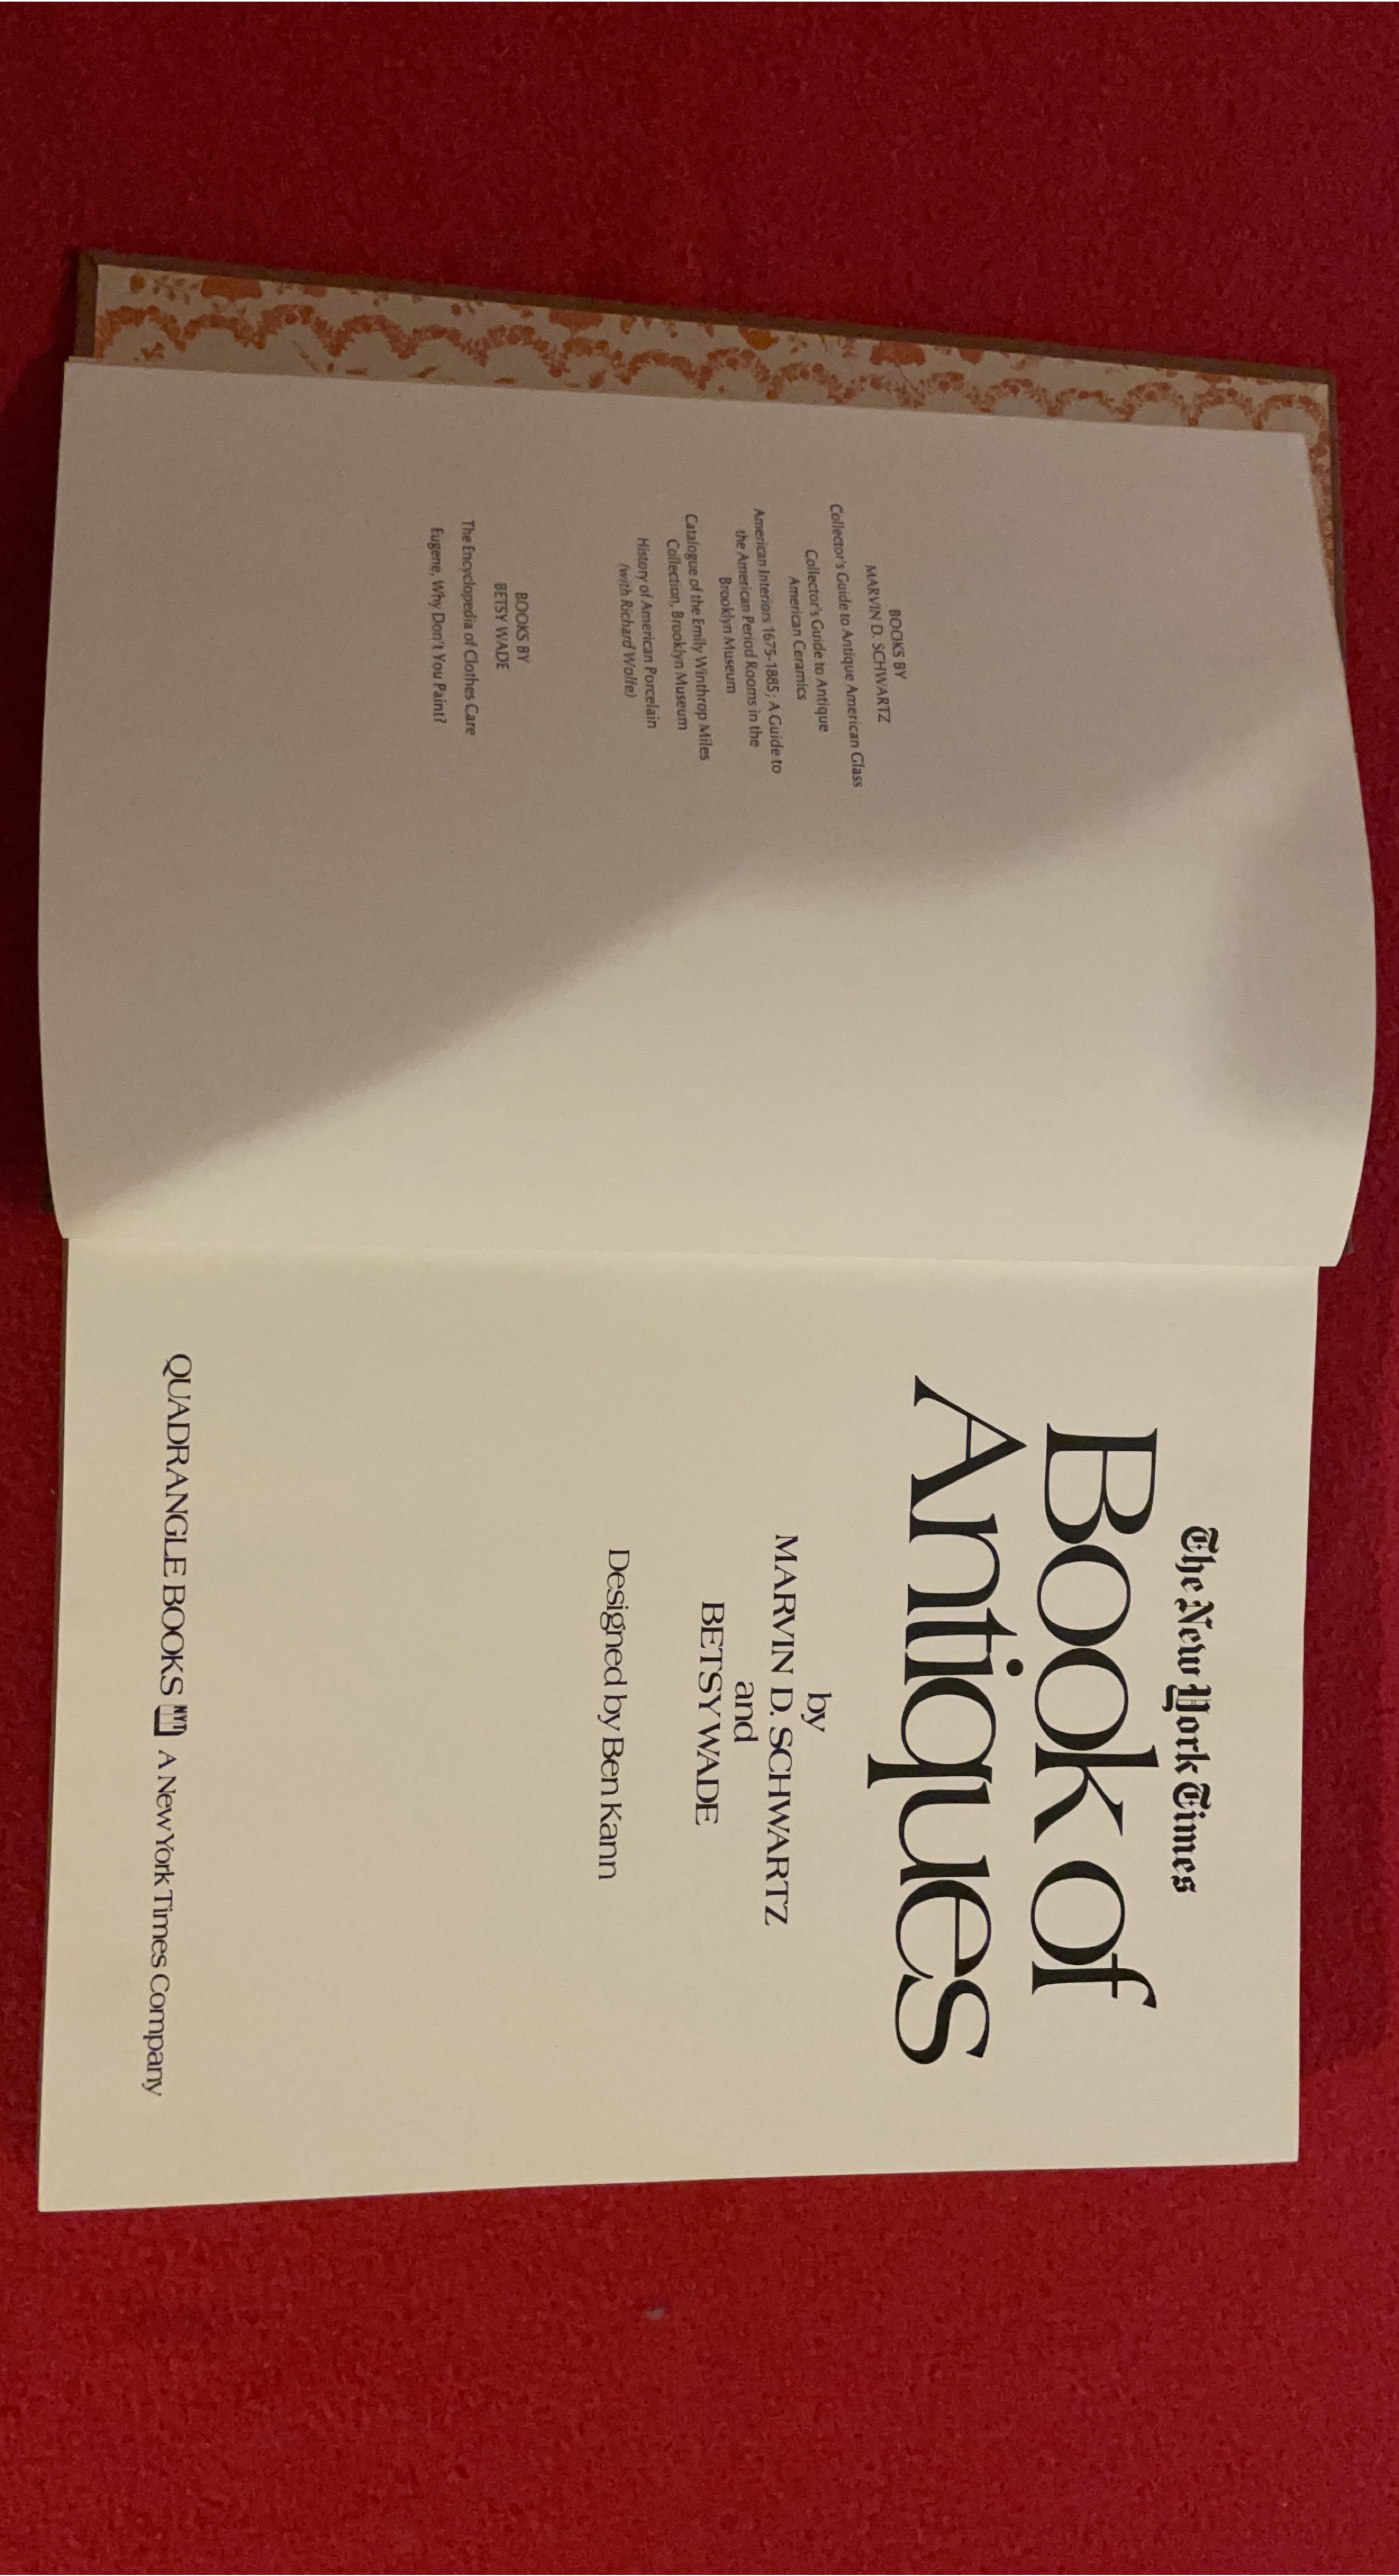 BOOKS BY
MARVIN D. SCHWARTZ
Collector's Guide to Antique American Glass
Collector's Guide to Antique
American Ceramics
American Interiors 1675-1885; A Guide to
the American Period Rooms in the
Brooklyn Museum
Catalogue of the Emily Winthrop Miles
Collection, Brooklyn Museum
History of American Porcelain
(with Richard Wolfe)
BOOKS BY
BETSY WADE
The Encyclopedia of Clothes Care
Eugene, Why Don't You Paint?
The New York Times
Book of
Antiques
by
MARVIN D. SCHWARTZ
and
BETSY WADE
Designed by Ben Kann
QUADRANGLE BOOKS NYT A New York Times Company